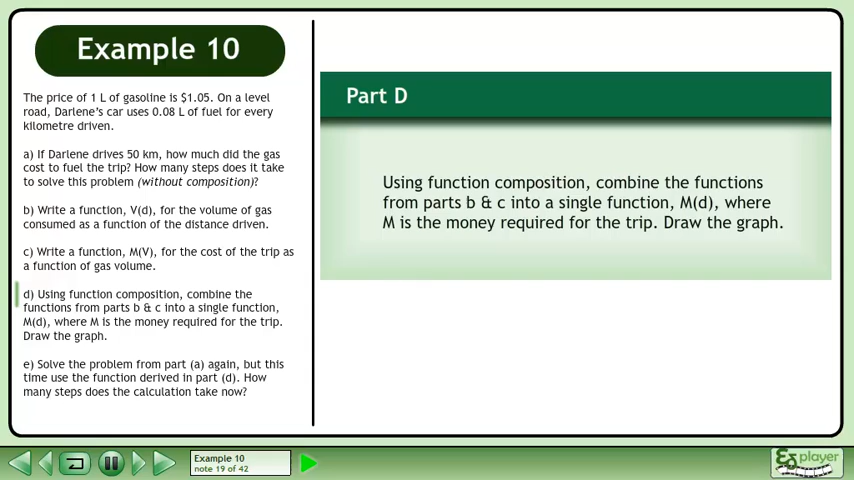 Example 10
The price of 1 L of gasoline is $1.05. On a level
road, Darlene's car uses 0.08 L of fuel for every
kilometre driven.
a) If Darlene drives 50 km, how much did the gas
cost to fuel the trip? How many steps does it take
to solve this problem (without composition)?
b) Write a function, V(d), for the volume of gas
consumed as a function of the distance driven.
c) Write a function, M(V), for the cost of the trip as
a function of gas volume.
d) Using function composition, combine the
functions from parts b & c into a single function,
M(d), where M is the money required for the trip.
Draw the graph.
e) Solve the problem from part (a) again, but this
time use the function derived in part (d). How
many steps does the calculation take now?
Part D
Using function composition, combine the functions
from parts b & c into a single function, M(d), where
M is the money required for the trip. Draw the graph.
Example 10
note 19 of 42
player